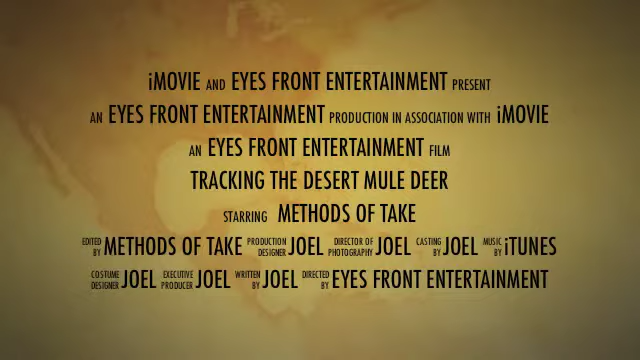 iMOVIE AND EYES FRONT ENTERTAINMENT PRESENT
AN EYES FRONT ENTERTAINMENT PRODUCTION IN ASSOCIATION WITH iMOVIE
AN EYES FRONT ENTERTAINMENT FILM
TRACKING THE DESERT MULE DEER
STARRING METHODS OF TAKE
EDITED BY METHODS OF TAKE PRODUCTION DESIGNER JOEL DIRECTOR OF PHOTOGRAPHY JOEL CASTING BY JOEL MUSIC BY iTUNES
COSTUME DESIGNER JOEL EXECUTIVE PRODUCER JOEL WRITTEN BY JOEL DIRECTED BY EYES FRONT ENTERTAINMENT